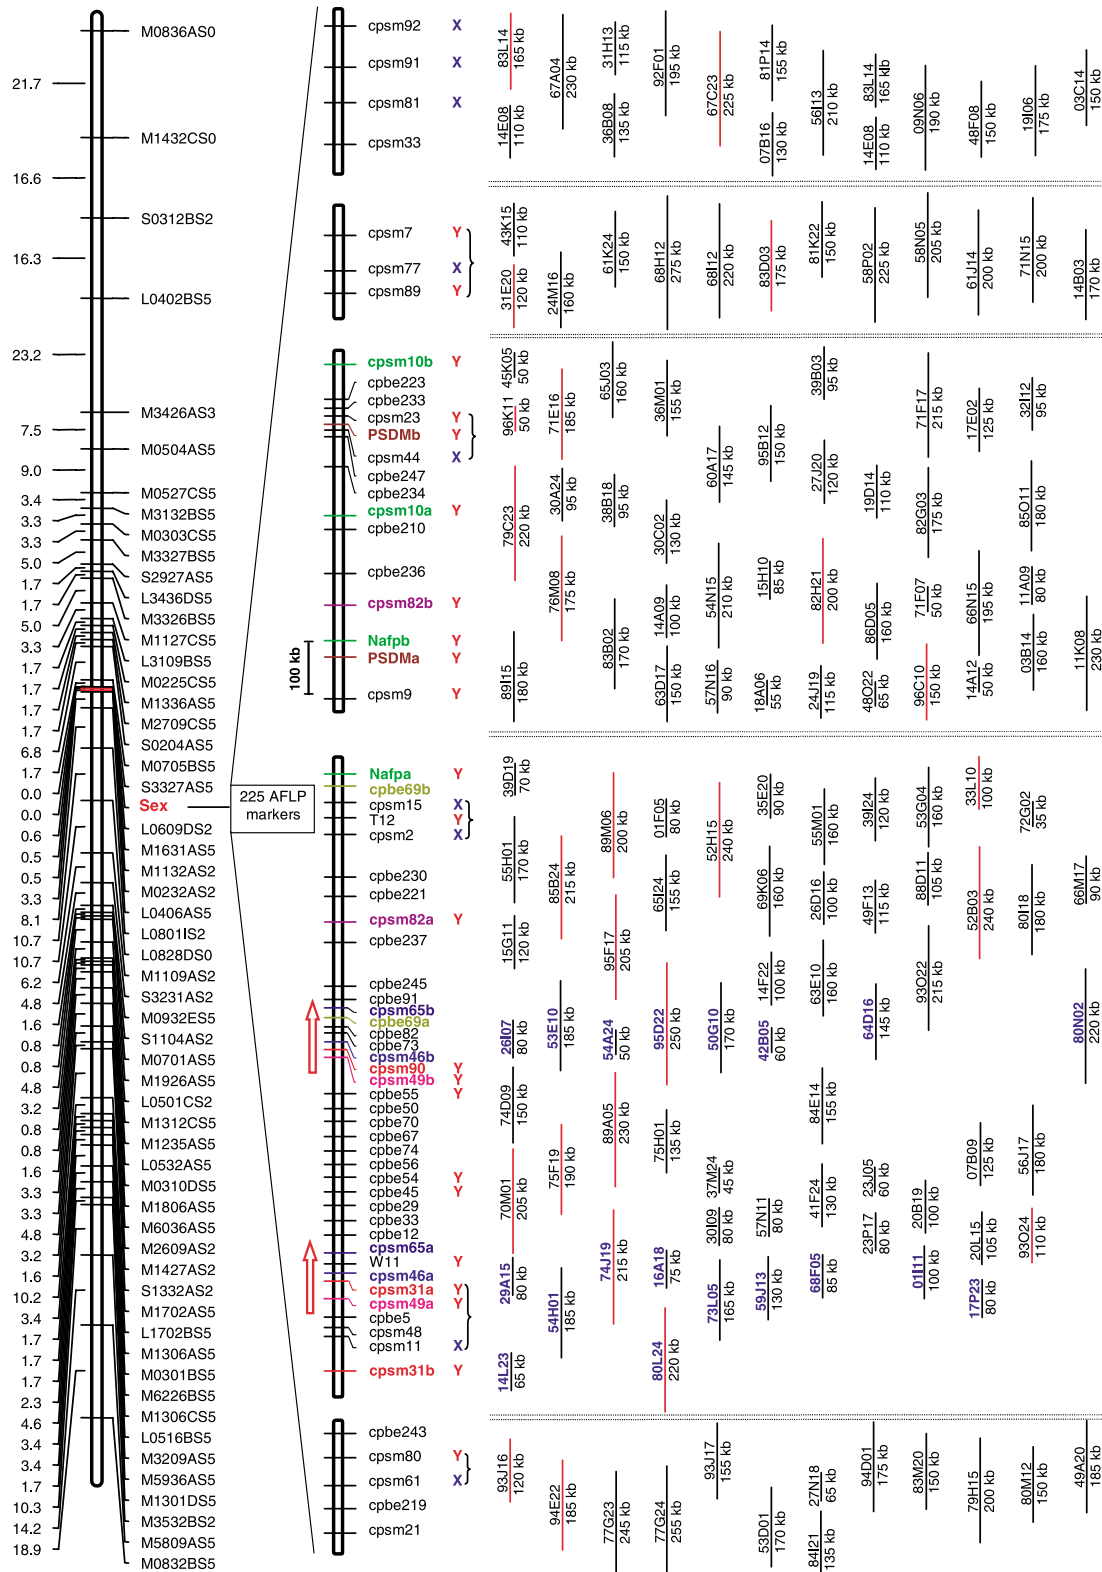 M0836AS0
21.7
M1432CS0
16.6
S0312BS2
16.3
L0402BS5
23.2
M3426AS3
7.5
M0504AS5
9.0
M0527CS5
3.4
M3132BS5
3.3
M0303CS5
3.3
M3327BS5
5.0
S2927AS5
1.7
L3436DS5
1.7
M3326BS5
5.0
M1127CS5
3.3
L3109BS5
1.7
M0225CS5
1.7
M1336AS5
1.7
M2709CS5
1.7
S0204AS5
6.8
M0705BS5
1.7
S3327AS5
0.0
Sex
0.0
L0609DS2
0.6
M1631AS5
0.5
M1132AS2
0.5
M0232AS2
3.3
L0406AS5
8.1
L0801IS2
10.7
L0828DS0
10.7
M1109AS2
6.2
S3231AS2
4.8
M0932ES5
1.6
S1104AS2
0.8
M0701AS5
0.8
M1926AS5
4.8
L0501CS2
3.2
M1312CS5
0.8
M1235AS5
0.8
L0532AS5
1.6
M0310DS5
3.3
M1806AS5
3.3
M6036AS5
4.8
M2609AS2
3.2
M1427AS2
1.6
S1332AS2
10.2
M1702AS5
3.4
L1702BS5
1.7
M1306AS5
1.7
M0301BS5
1.7
M6226BS5
2.3
M1306CS5
4.6
L0516BS5
3.4
M3209AS5
3.4
M5936AS5
1.7
M1301DS5
10.3
M3532BS2
14.2
M5809AS5
18.9
M0832BS5
225 AFLP
markers
cpsm92 X
cpsm91 X
cpsm81 X
cpsm33
cpsm7 Y
cpsm77 X
cpsm89 Y
cpsm10b Y
cpbe223
cpbe233
cpsm23 Y
PSDMb Y
cpsm44 X
cpbe247
cpbe234
cpsm10a Y
cpbe210
cpbe236
cpsm82b Y
Nafpb Y
PSDMa Y
cpsm9 Y
100 kb
Nafpa Y
cpbe69b
cpsm15 X
T12 Y
cpsm2 X
cpbe230
cpbe221
cpsm82a Y
cpbe237
cpbe245
cpbe91
cpsm65b
cpbe69a
cpbe82
cpbe73
cpsm46b
cpsm90 Y
cpsm49b Y
cpbe55 Y
cpbe50
cpbe70
cpbe67
cpbe74
cpbe56
cpbe54 Y
cpbe45 Y
cpbe29
cpbe33
cpbe12
cpsm65a
W11 Y
cpsm46a
cpsm31a Y
cpsm49a Y
cpbe5
cpsm48
cpsm11 X
cpsm31b Y
cpbe243
cpsm80 Y
cpsm61 X
cpbe219
cpsm21
83L14 165 kb
14E08 110 kb
67A04 230 kb
31H13 115 kb
36B08 135 kb
92F01 195 kb
67C23 225 kb
81P14 155 kb
07B16 130 kb
56I13 210 kb
83L14 165 kb
14E08 110 kb
09N06 190 kb
48F08 150 kb
19I06 175 kb
03C14 150 kb
43K15 110 kb
31E20 120 kb
24M16 160 kb
61K24 150 kb
68H12 275 kb
68I12 220 kb
83D03 175 kb
81K22 150 kb
58P02 225 kb
58N05 205 kb
61J14 200 kb
71N15 200 kb
14B03 170 kb
45K05 50 kb
96K11 50 kb
79C23 220 kb
89I15 180 kb
71E16 185 kb
30A24 95 kb
76M08 175 kb
65J03 160 kb
38B18 95 kb
83B02 170 kb
36M01 155 kb
30C02 130 kb
14A09 100 kb
63D17 150 kb
60A17 145 kb
54N15 210 kb
57N16 90 kb
95B12 150 kb
15H10 85 kb
18A06 55 kb
39B03 95 kb
27J20 120 kb
82H21 200 kb
24J19 115 kb
19D14 110 kb
86D05 160 kb
48O22 65 kb
71F17 215 kb
82G03 175 kb
71F07 50 kb
96C10 150 kb
17E02 125 kb
66N15 195 kb
14A12 50 kb
32I12 95 kb
85O11 180 kb
11A09 80 kb
03B14 160 kb
11K08 230 kb
39D19 70 kb
55H01 170 kb
15G11 120 kb
26I07 80 kb
74D09 150 kb
70M01 205 kb
29A15 80 kb
14L23 65 kb
85B24 215 kb
53E10 185 kb
75F19 190 kb
54H01 185 kb
89M06 200 kb
95F17 205 kb
54A24 50 kb
89A05 230 kb
74J19 215 kb
01F05 80 kb
65I24 155 kb
95D22 250 kb
75H01 135 kb
16A18 75 kb
80L24 220 kb
52H15 240 kb
50G10 170 kb
37M24 45 kb
30I09 80 kb
73L05 165 kb
35E20 90 kb
69K06 160 kb
14F22 100 kb
42B05 60 kb
57N11 80 kb
59J13 130 kb
55M01 160 kb
26D16 100 kb
63E10 160 kb
84E14 155 kb
41F24 130 kb
68F05 85 kb
39I24 120 kb
49F13 115 kb
64D16 145 kb
23J05 60 kb
23P17 80 kb
53G04 160 kb
88D11 105 kb
93O22 215 kb
20B19 100 kb
01I11 100 kb
33L10 100 kb
52B03 240 kb
07B09 125 kb
20L15 105 kb
17P23 80 kb
72G02 35 kb
80I18 180 kb
56J17 180 kb
93O24 110 kb
66M17 90 kb
80N02 220 kb
93J16 120 kb
94E22 185 kb
77G23 245 kb
77G24 255 kb
93J17 155 kb
53D01 170 kb
27N18 65 kb
84I21 135 kb
94D01 175 kb
83M20 150 kb
79H15 200 kb
80M12 150 kb
49A20 185 kb